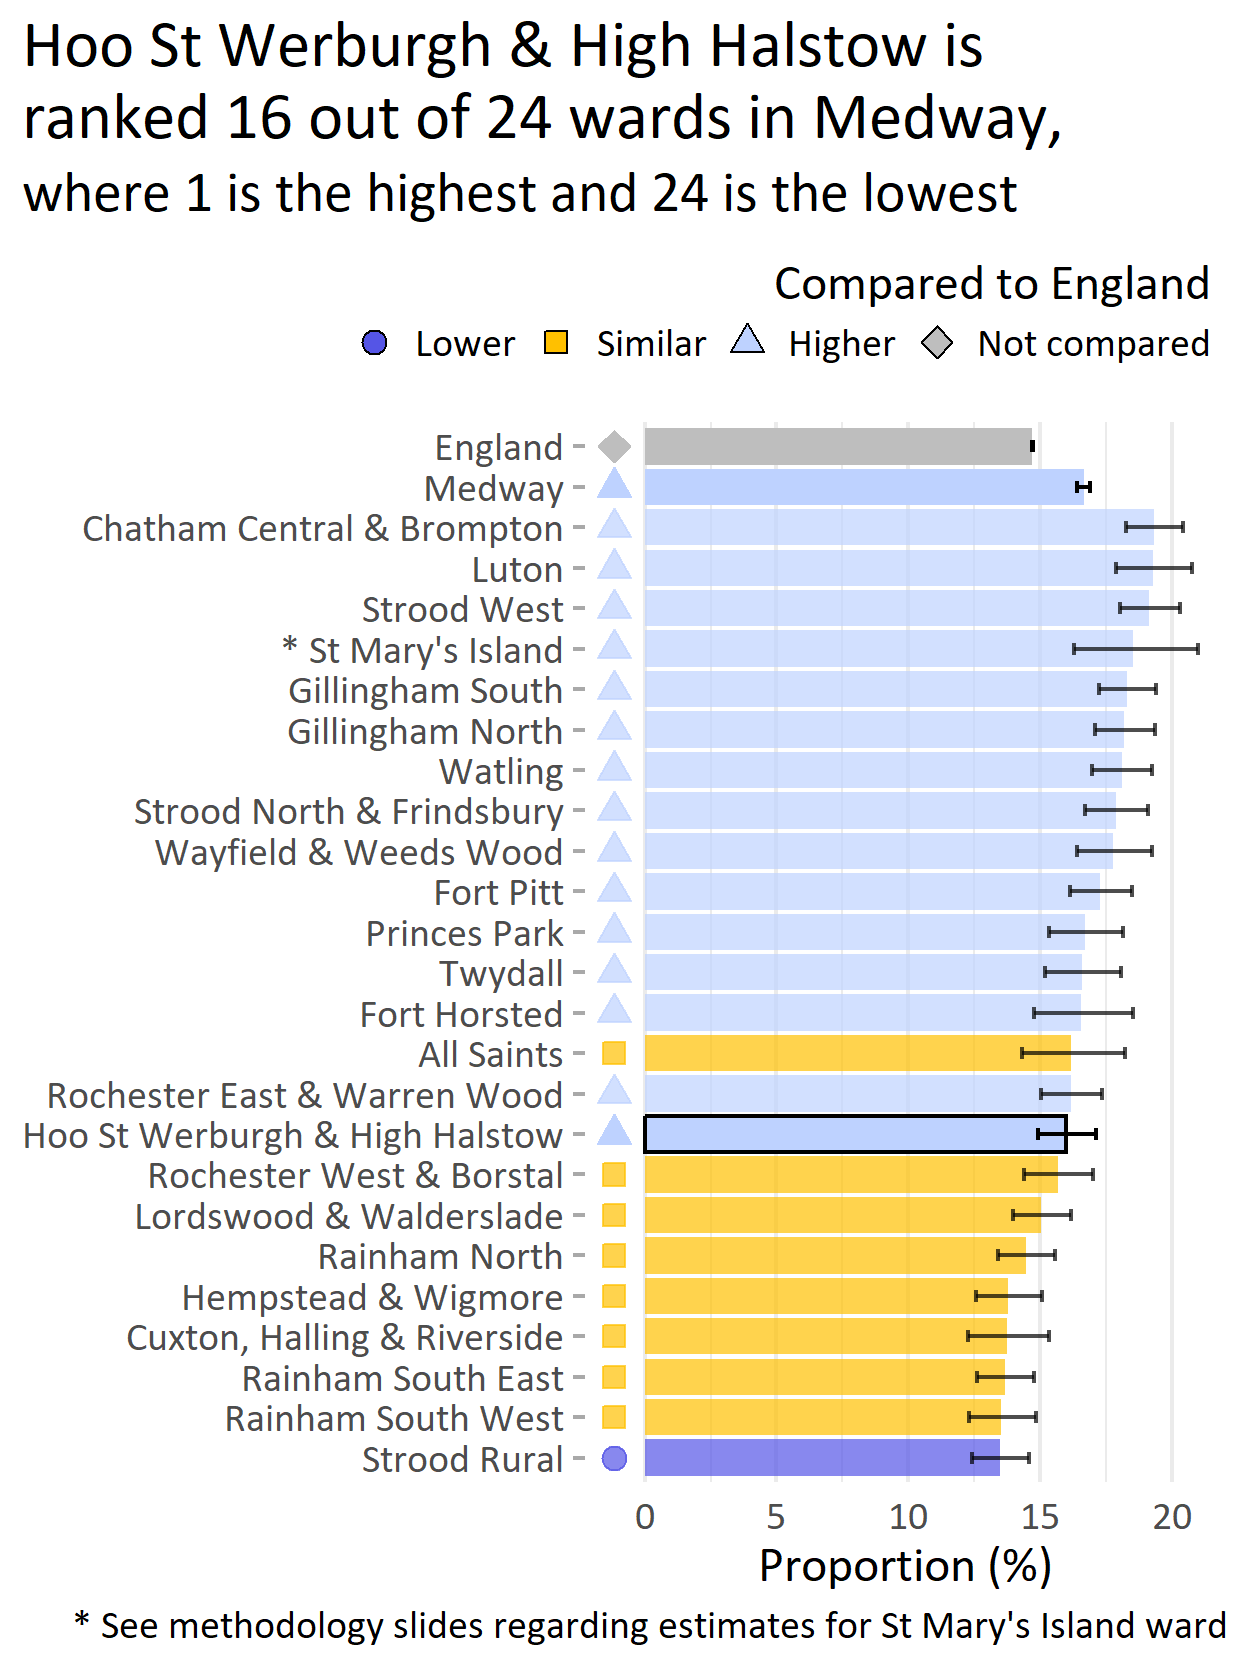 Hoo St Werburgh & High Halstow is
ranked 16 out of 24 wards in Medway,
where 1 is the highest and 24 is the lowest
Compared to England
Lower Similar Higher Not compared
England
Medway
Chatham Central & Brompton
Luton
Strood West
* St Mary's Island
Gillingham South
Gillingham North
Watling
Strood North & Frindsbury
Wayfield & Weeds Wood
Fort Pitt
Princes Park
Twydall
Fort Horsted
All Saints
Rochester East & Warren Wood
Hoo St Werburgh & High Halstow
Rochester West & Borstal
Lordswood & Walderslade
Rainham North
Hempstead & Wigmore
Cuxton, Halling & Riverside
Rainham South East
Rainham South West
Strood Rural
0 5 10 15 20
Proportion (%)
* See methodology slides regarding estimates for St Mary's Island ward